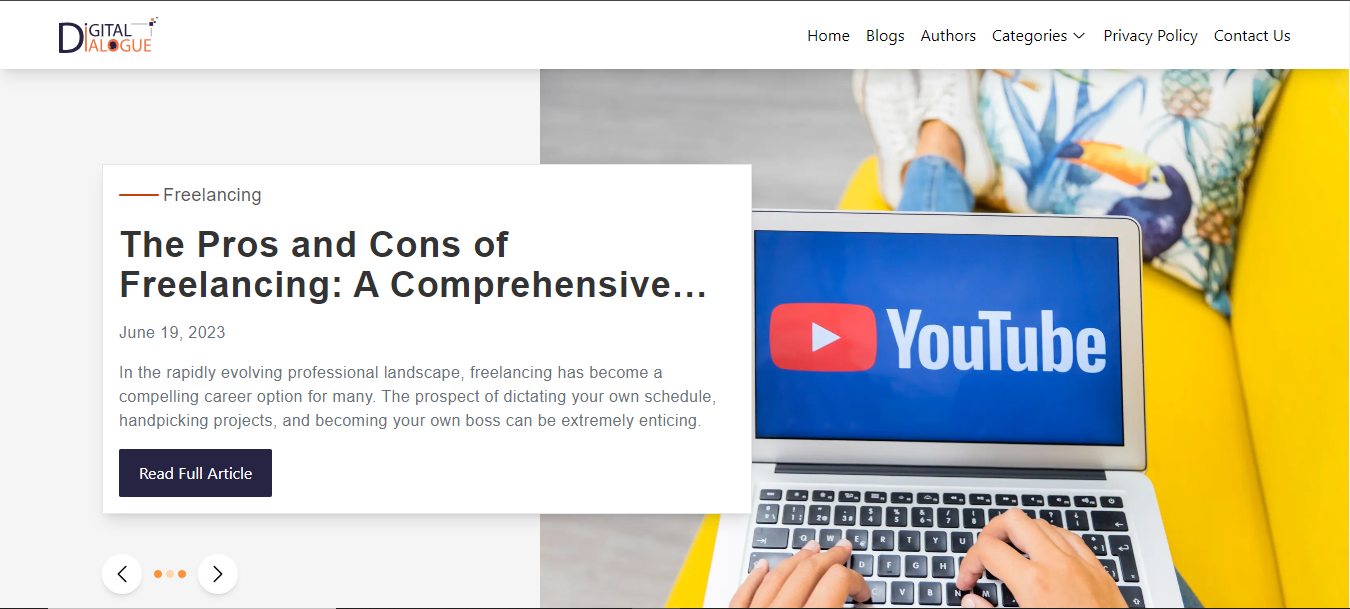 DIGITAL
DIALOGUE
Home Blogs Authors Categories Privacy Policy Contact Us
Freelancing
The Pros and Cons of
Freelancing: A Comprehensive...
June 19, 2023
In the rapidly evolving professional landscape, freelancing has become a
compelling career option for many. The prospect of dictating your own schedule,
handpicking projects, and becoming your own boss can be extremely enticing.
Read Full Article
YouTube
Q W E R T Y U
D F G H
C V B N M